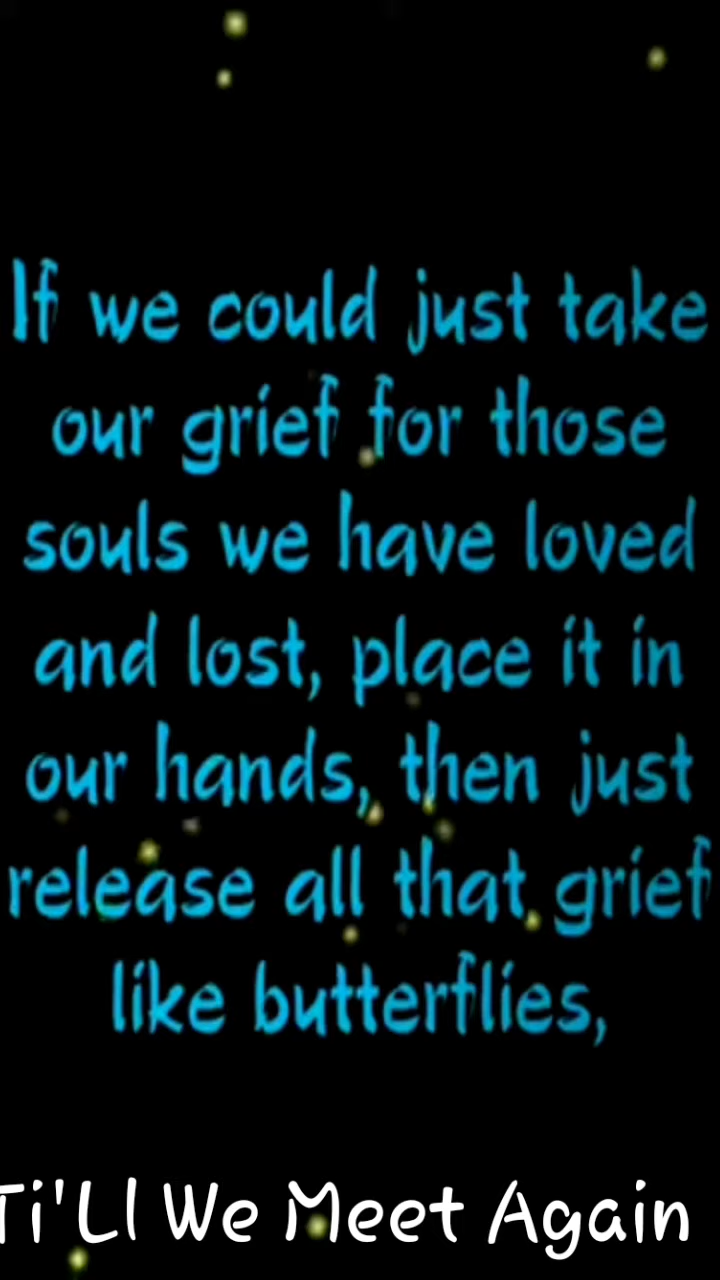 If we could just take
our grief for those
souls we have loved
and lost, place it in
our hands, then just
release all that grief
like butterflies,
Ti'Ll We Meet Again